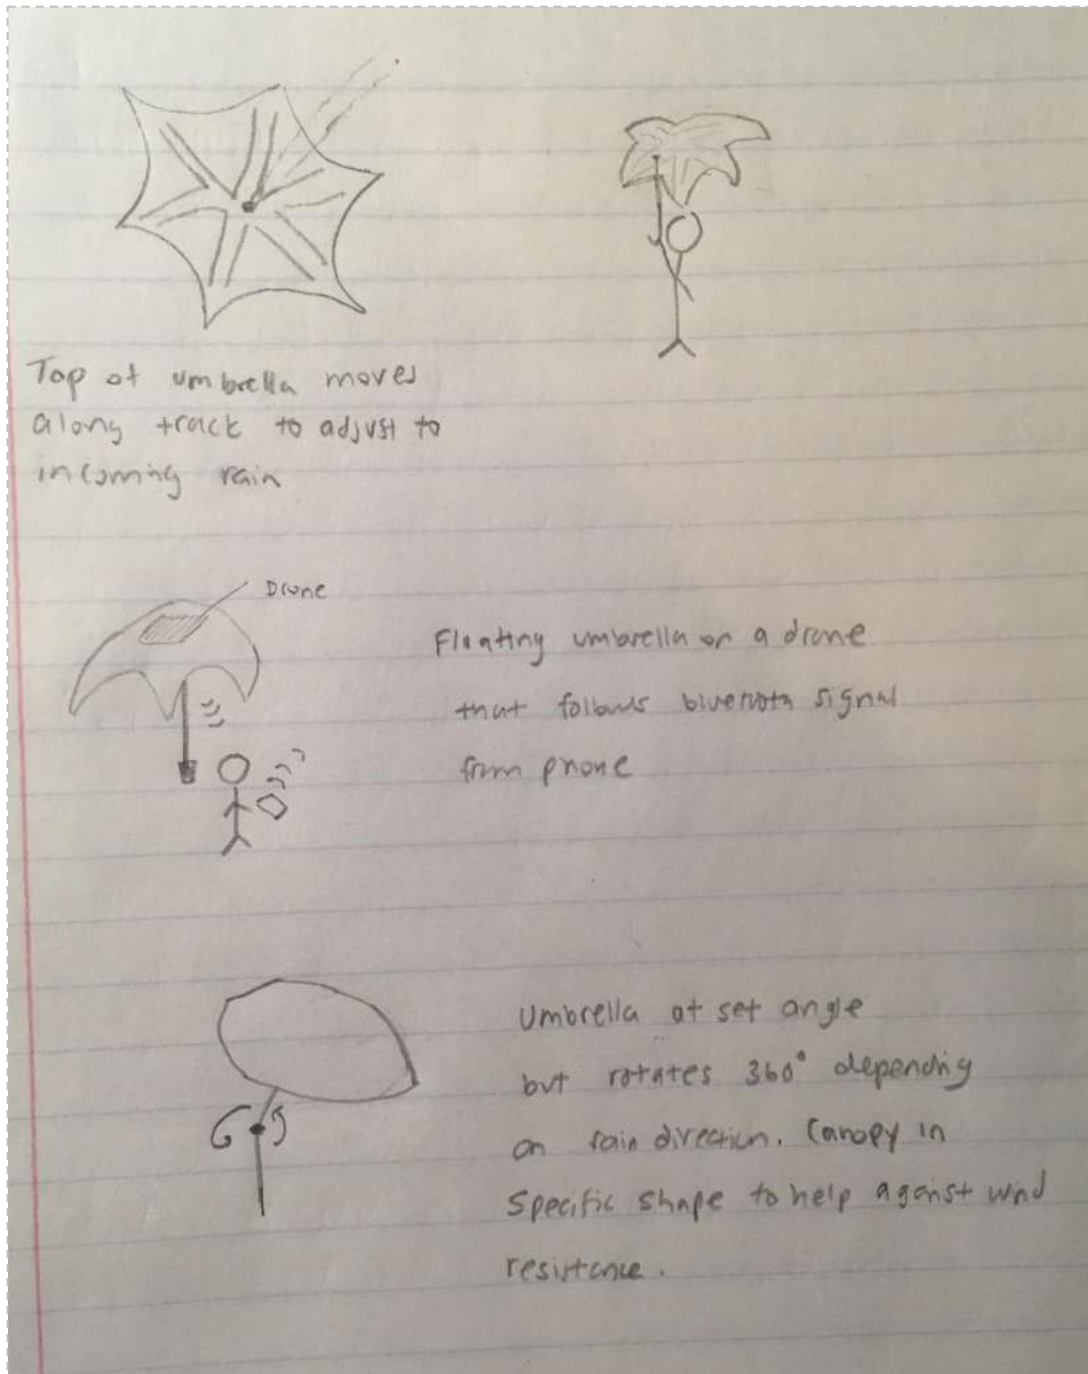 Top of umbrella moves
along track to adjust to
incoming rain
Drone
Floating umbrella on a drone
that follows bluetooth signal
from phone
Umbrella at set angle
but rotates 360° depending
on rain direction. Canopy in
specific shape to help against wind
resistance.